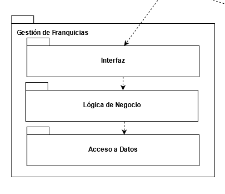 Gestión de Franquicias
Interfaz
Lógica de Negocio
Acceso a Datos